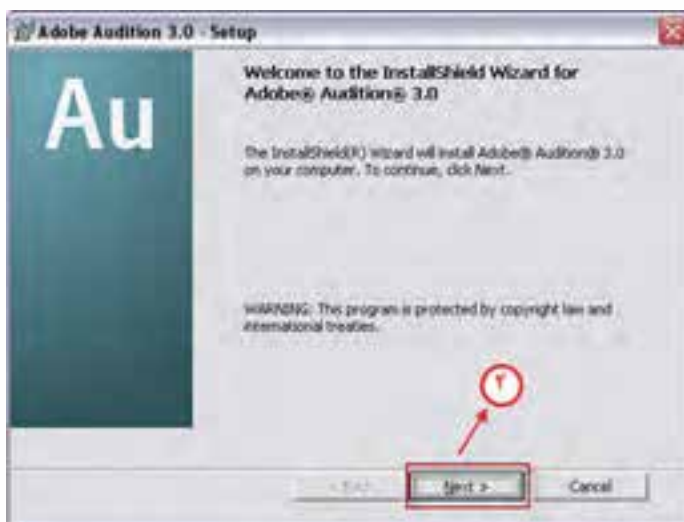 Adobe Audition 3.0 - Setup
Au
Welcome to the InstallShield Wizard for
Adobe® Audition® 3.0
The InstallShield(R) Wizard will install Adobe® Audition® 3.0
on your computer. To continue, click Next.
WARNING: This program is protected by copyright law and
international treaties.
۲
< Back
Next >
Cancel